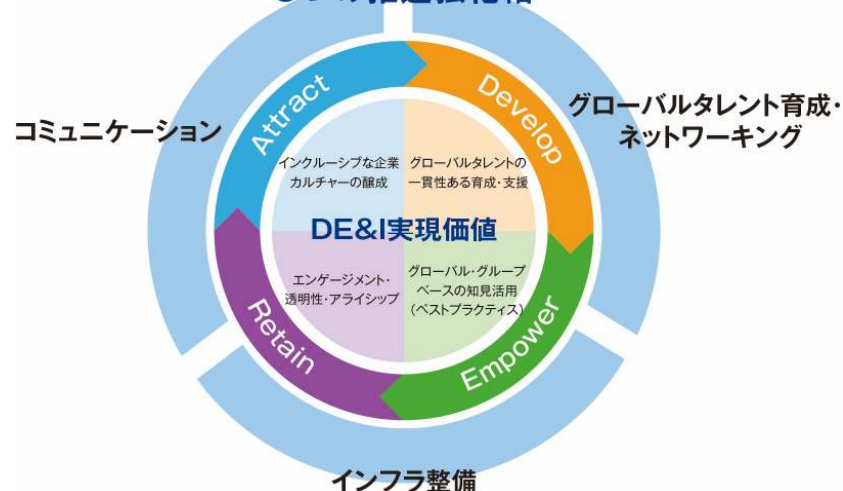 コミュニケーション
グローバルタレント育成・
ネットワーキング
Attract
Develop
インクルーシブな企業
カルチャーの醸成
グローバルタレントの
一貫性ある育成・支援
DE&I実現価値
エンゲージメント・
透明性・アライシップ
グローバル・グループ
ベースの知見活用
(ベストプラクティス)
Retain
Empower
インフラ整備